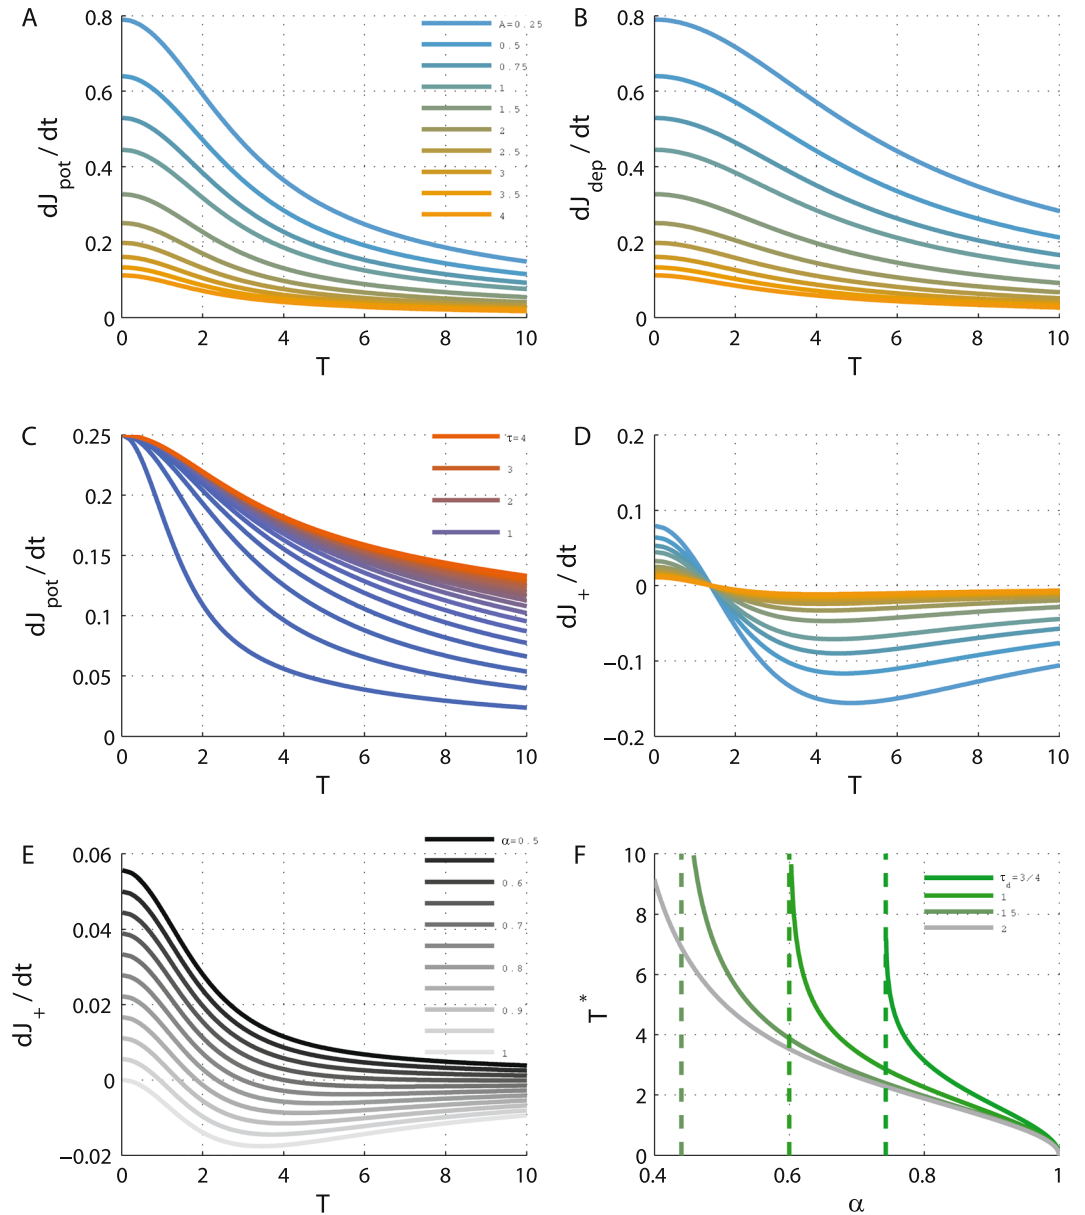 A
dJpot / dt
0.8
0.6
0.4
0.2
0
0 2 4 6 8 10
T
A=0.25
0.5
0.75
1
1.5
2
2.5
3
3.5
4
B
dJdep / dt
0.8
0.6
0.4
0.2
0
0 2 4 6 8 10
T
C
dJpot / dt
0.25
0.2
0.15
0.1
0.05
0
0 2 4 6 8 10
T
τ=4
3
2
1
D
dJ+ / dt
0.2
0.1
0
−0.1
−0.2
0 2 4 6 8 10
T
E
dJ+ / dt
0.06
0.04
0.02
0
−0.02
0 2 4 6 8 10
T
α=0.5
0.6
0.7
0.8
0.9
1
F
T*
10
8
6
4
2
0
0.4 0.6 0.8 1
α
τd=3/4
1
1.5
2